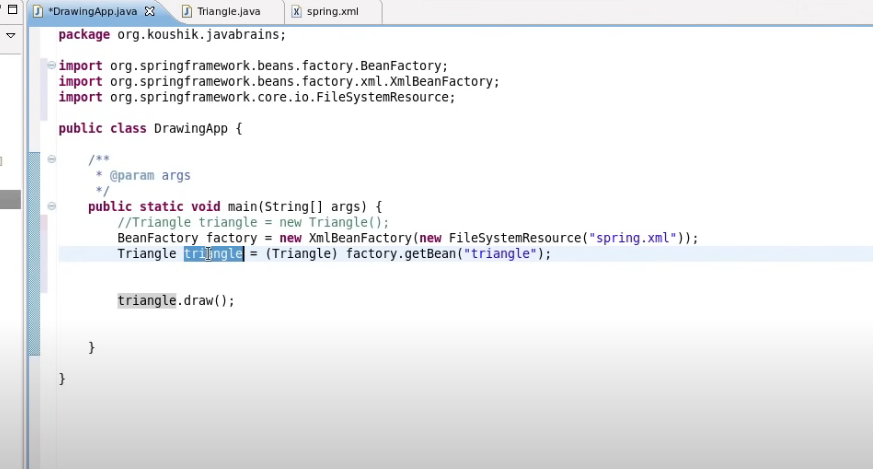 *DrawingApp.java Triangle.java spring.xml
package org.koushik.javabrains;
import org.springframework.beans.factory.BeanFactory;
import org.springframework.beans.factory.xml.XmlBeanFactory;
import org.springframework.core.io.FileSystemResource;
public class DrawingApp {
/**
* @param args
*/
public static void main(String[] args) {
//Triangle triangle = new Triangle();
BeanFactory factory = new XmlBeanFactory(new FileSystemResource("spring.xml"));
Triangle triangle = (Triangle) factory.getBean("triangle");
triangle.draw();
}
}